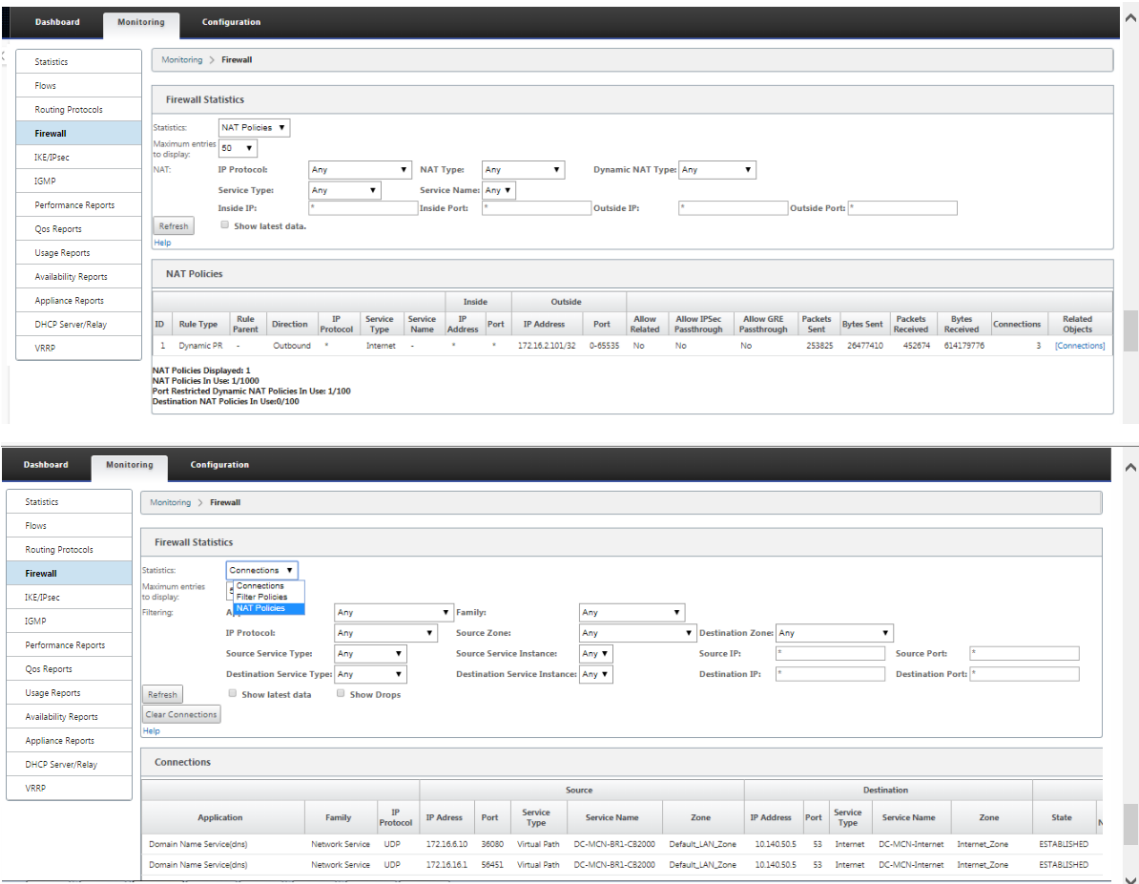 Dashboard Monitoring Configuration
Statistics
Flows
Routing Protocols
Firewall
IKE/IPsec
IGMP
Performance Reports
Qos Reports
Usage Reports
Availability Reports
Appliance Reports
DHCP Server/Relay
VRRP
Monitoring > Firewall
Firewall Statistics
Statistics: NAT Policies
Maximum entries to display: 50
NAT: IP Protocol: Any NAT Type: Any Dynamic NAT Type: Any
Service Type: Any Service Name: Any
Inside IP: * Inside Port: * Outside IP: * Outside Port: *
Refresh Show latest data.
Help
NAT Policies
Inside Outside
ID Rule Type Rule Parent Direction IP Protocol Service Type Service Name IP Address Port IP Address Port Allow Related Allow IPSec Passthrough Allow GRE Passthrough Packets Sent Bytes Sent Packets Received Bytes Received Connections Related Objects
1 Dynamic PR - Outbound * Internet - * * 172.16.2.101/32 0-65535 No No No 253825 26477410 452674 614179776 3 [Connections]
NAT Policies Displayed: 1
NAT Policies In Use: 1/1000
Port Restricted Dynamic NAT Policies In Use: 1/100
Destination NAT Policies In Use:0/100
Dashboard Monitoring Configuration
Statistics
Flows
Routing Protocols
Firewall
IKE/IPsec
IGMP
Performance Reports
Qos Reports
Usage Reports
Availability Reports
Appliance Reports
DHCP Server/Relay
VRRP
Monitoring > Firewall
Firewall Statistics
Statistics: Connections
Connections
Filter Policies
NAT Policies
Maximum entries to display:
Filtering: Any Family: Any
IP Protocol: Any Source Zone: Any Destination Zone: Any
Source Service Type: Any Source Service Instance: Any Source IP: * Source Port: *
Destination Service Type: Any Destination Service Instance: Any Destination IP: * Destination Port: *
Refresh Show latest data Show Drops
Clear Connections
Help
Connections
Source Destination
Application Family IP Protocol IP Adress Port Service Type Service Name Zone IP Address Port Service Type Service Name Zone State
Domain Name Service(dns) Network Service UDP 172.16.6.10 36080 Virtual Path DC-MCN-BR1-CB2000 Default_LAN_Zone 10.140.50.5 53 Internet DC-MCN-Internet Internet_Zone ESTABLISHED
Domain Name Service(dns) Network Service UDP 172.16.16.1 56451 Virtual Path DC-MCN-BR1-CB2000 Default_LAN_Zone 10.140.50.5 53 Internet DC-MCN-Internet Internet_Zone ESTABLISHED